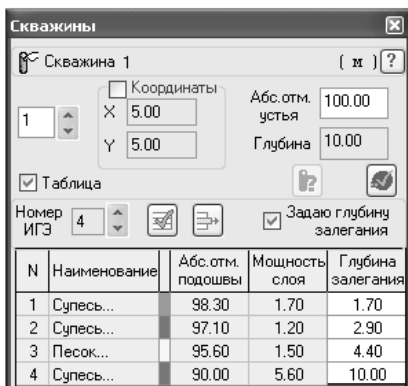 Скважины
Скважина 1 ( м ) ?
Координаты
X 5.00
Y 5.00
1
Абс.отм. устья 100.00
Глубина 10.00
Таблица
Номер ИГЭ 4
Задаю глубину залегания
N Наименование Абс.отм. подошвы Мощность слоя Глубина залегания
1 Супесь... 98.30 1.70 1.70
2 Супесь... 97.10 1.20 2.90
3 Песок... 95.60 1.50 4.40
4 Супесь... 90.00 5.60 10.00